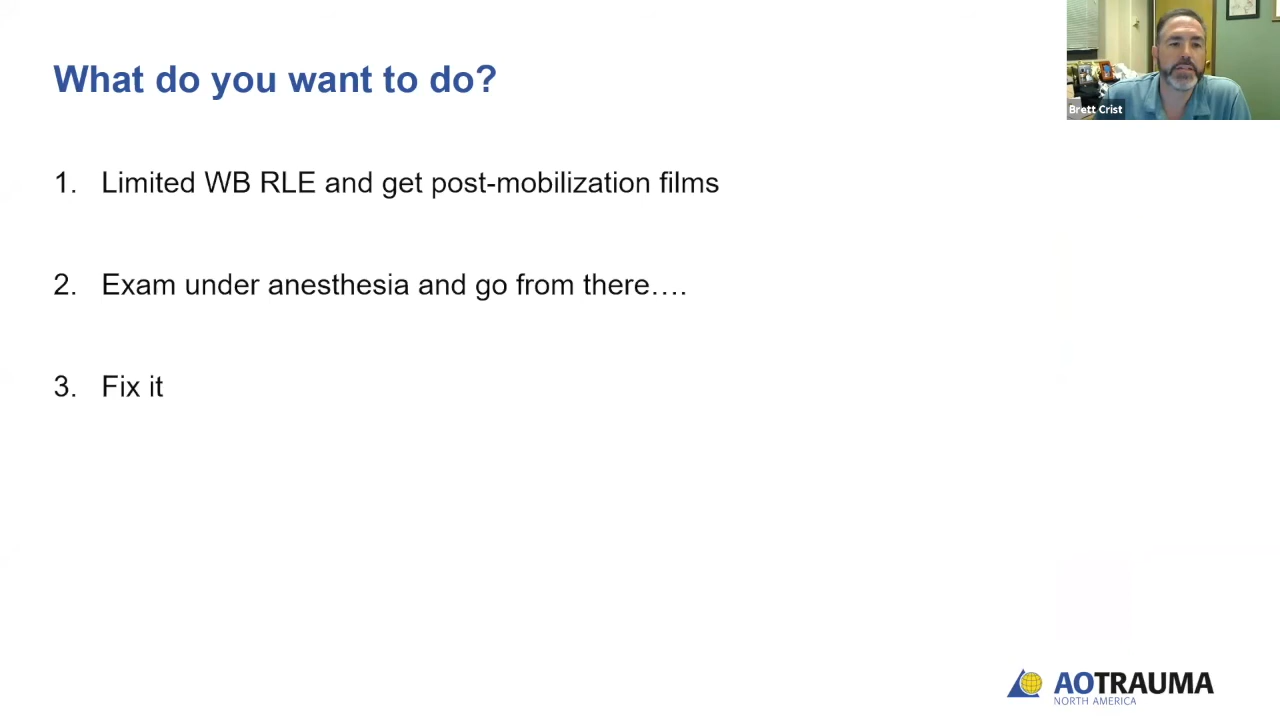 What do you want to do?
Brett Crist
1. Limited WB RLE and get post-mobilization films
2. Exam under anesthesia and go from there….
3. Fix it
AOTRAUMA
NORTH AMERICA